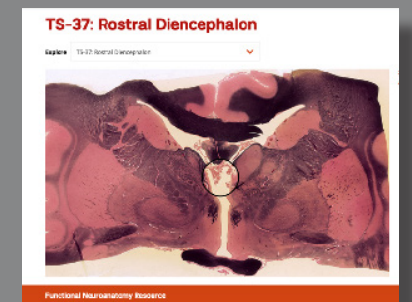 TS-37: Rostral Diencephalon
Explore TS-37: Rostral Diencephalon
Functional Neuroanatomy Resource